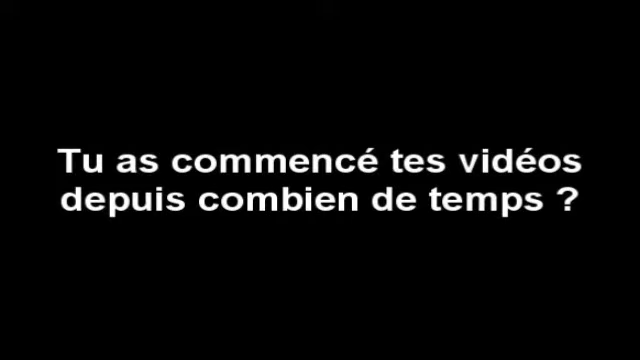 Tu as commencé tes vidéos
depuis combien de temps ?